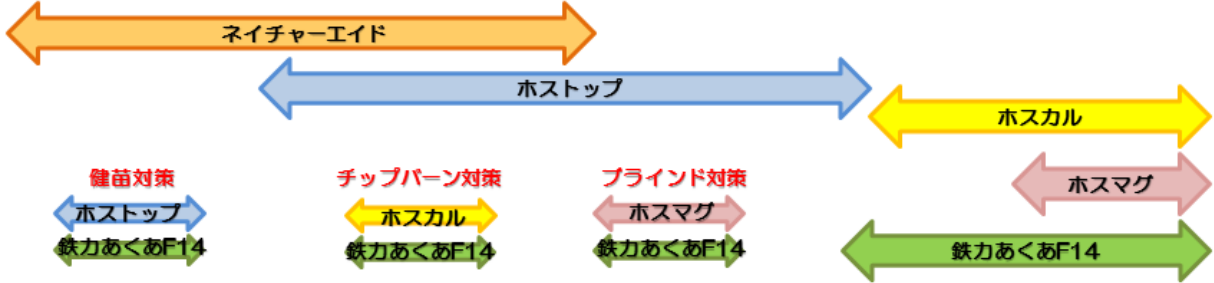 ネイチャーエイド
ホストップ
ホスカル
健苗対策
チップバーン対策
ブラインド対策
ホスマグ
ホストップ
ホスカル
ホスマグ
鉄力あくあF14
鉄力あくあF14
鉄力あくあF14
鉄力あくあF14